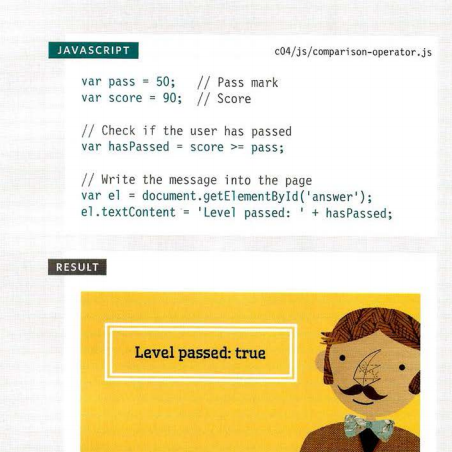 JAVASCRIPT
c04/js/comparison-operator.js
var pass = 50;   // Pass mark
var score = 90;  // Score
// Check if the user has passed
var hasPassed = score >= pass;
// Write the message into the page
var el = document.getElementById('answer');
el.textContent = 'Level passed: ' + hasPassed;
RESULT
Level passed: true